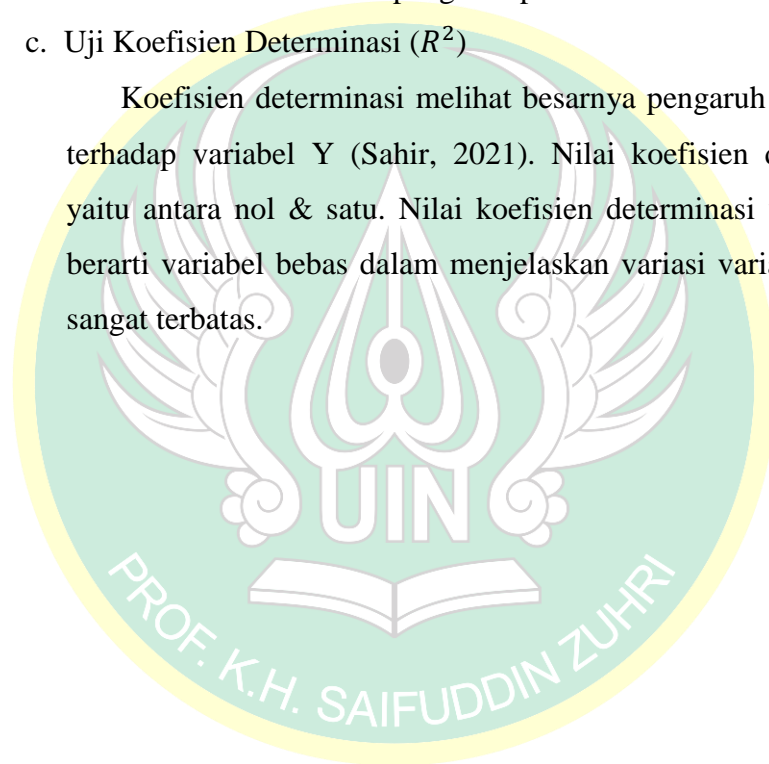 c. Uji Koefisien Determinasi (𝑅²)
Koefisien determinasi melihat besarnya pengaruh
terhadap variabel Y (Sahir, 2021). Nilai koefisien
yaitu antara nol & satu. Nilai koefisien determinasi
berarti variabel bebas dalam menjelaskan variasi
sangat terbatas.
UIN
PROF. K.H. SAIFUDDIN ZUHRI